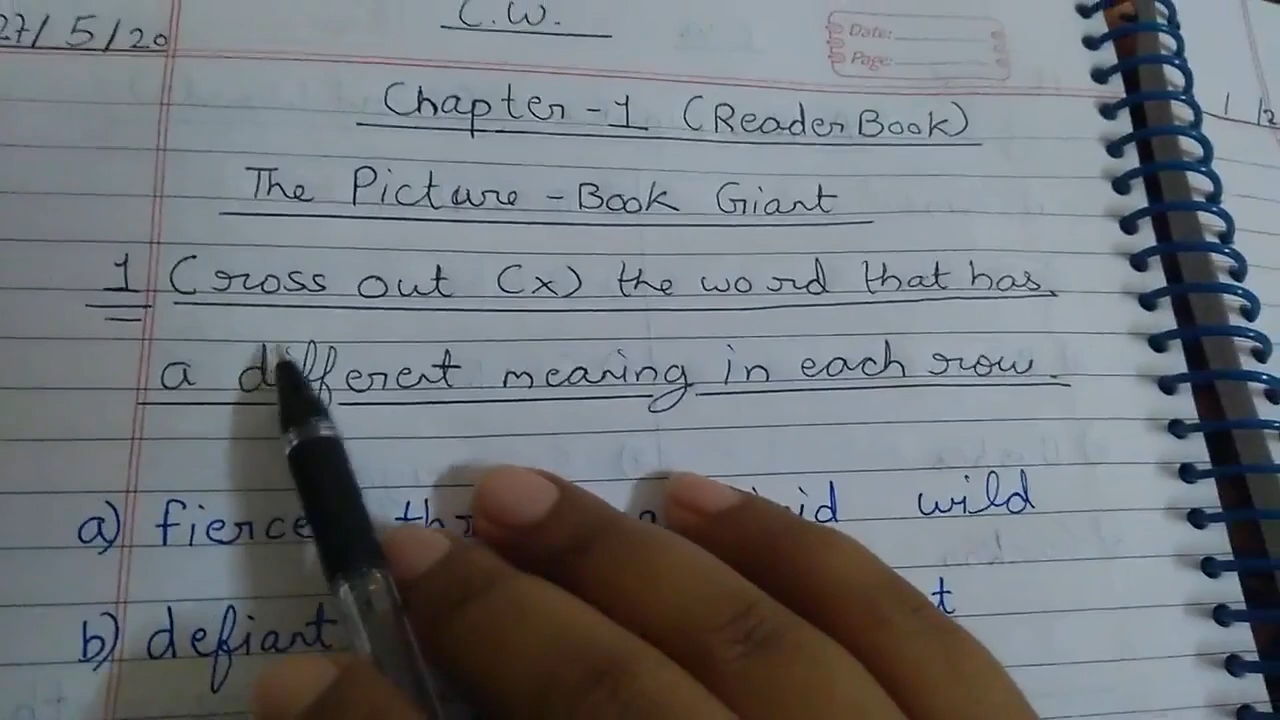 27/5/20 C.W.
Date:
Page:
Chapter-1 (Reader Book)
The Picture-Book Giant
1 Cross out (x) the word that has
a different meaning in each row.
a) fierce wild
b) defiant